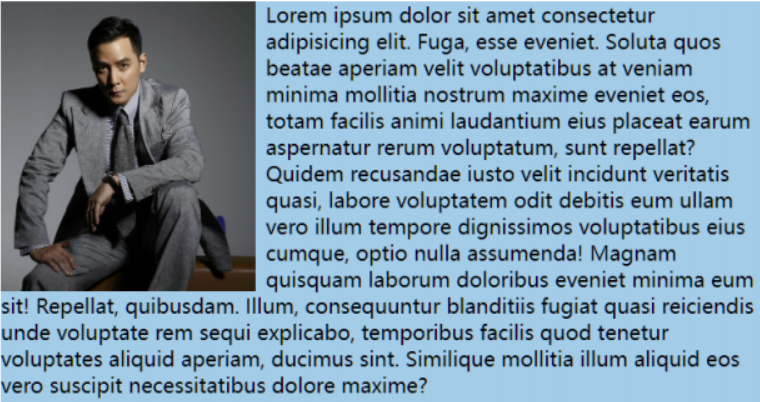 Lorem ipsum dolor sit amet consectetur
adipisicing elit. Fuga, esse eveniet. Soluta quos
beatae aperiam velit voluptatibus at veniam
minima mollitia nostrum maxime eveniet eos,
totam facilis animi laudantium eius placeat earum
aspernatur rerum voluptatum, sunt repellat?
Quidem recusandae iusto velit incidunt veritatis
quasi, labore voluptatem odit debitis eum ullam
vero illum tempore dignissimos voluptatibus eius
cumque, optio nulla assumenda! Magnam
quisquam laborum doloribus eveniet minima eum
sit! Repellat, quibusdam. Illum, consequuntur blanditiis fugiat quasi reiciendis
unde voluptate rem sequi explicabo, temporibus facilis quod tenetur
voluptates aliquid aperiam, ducimus sint. Similique mollitia illum aliquid eos
vero suscipit necessitatibus dolore maxime?